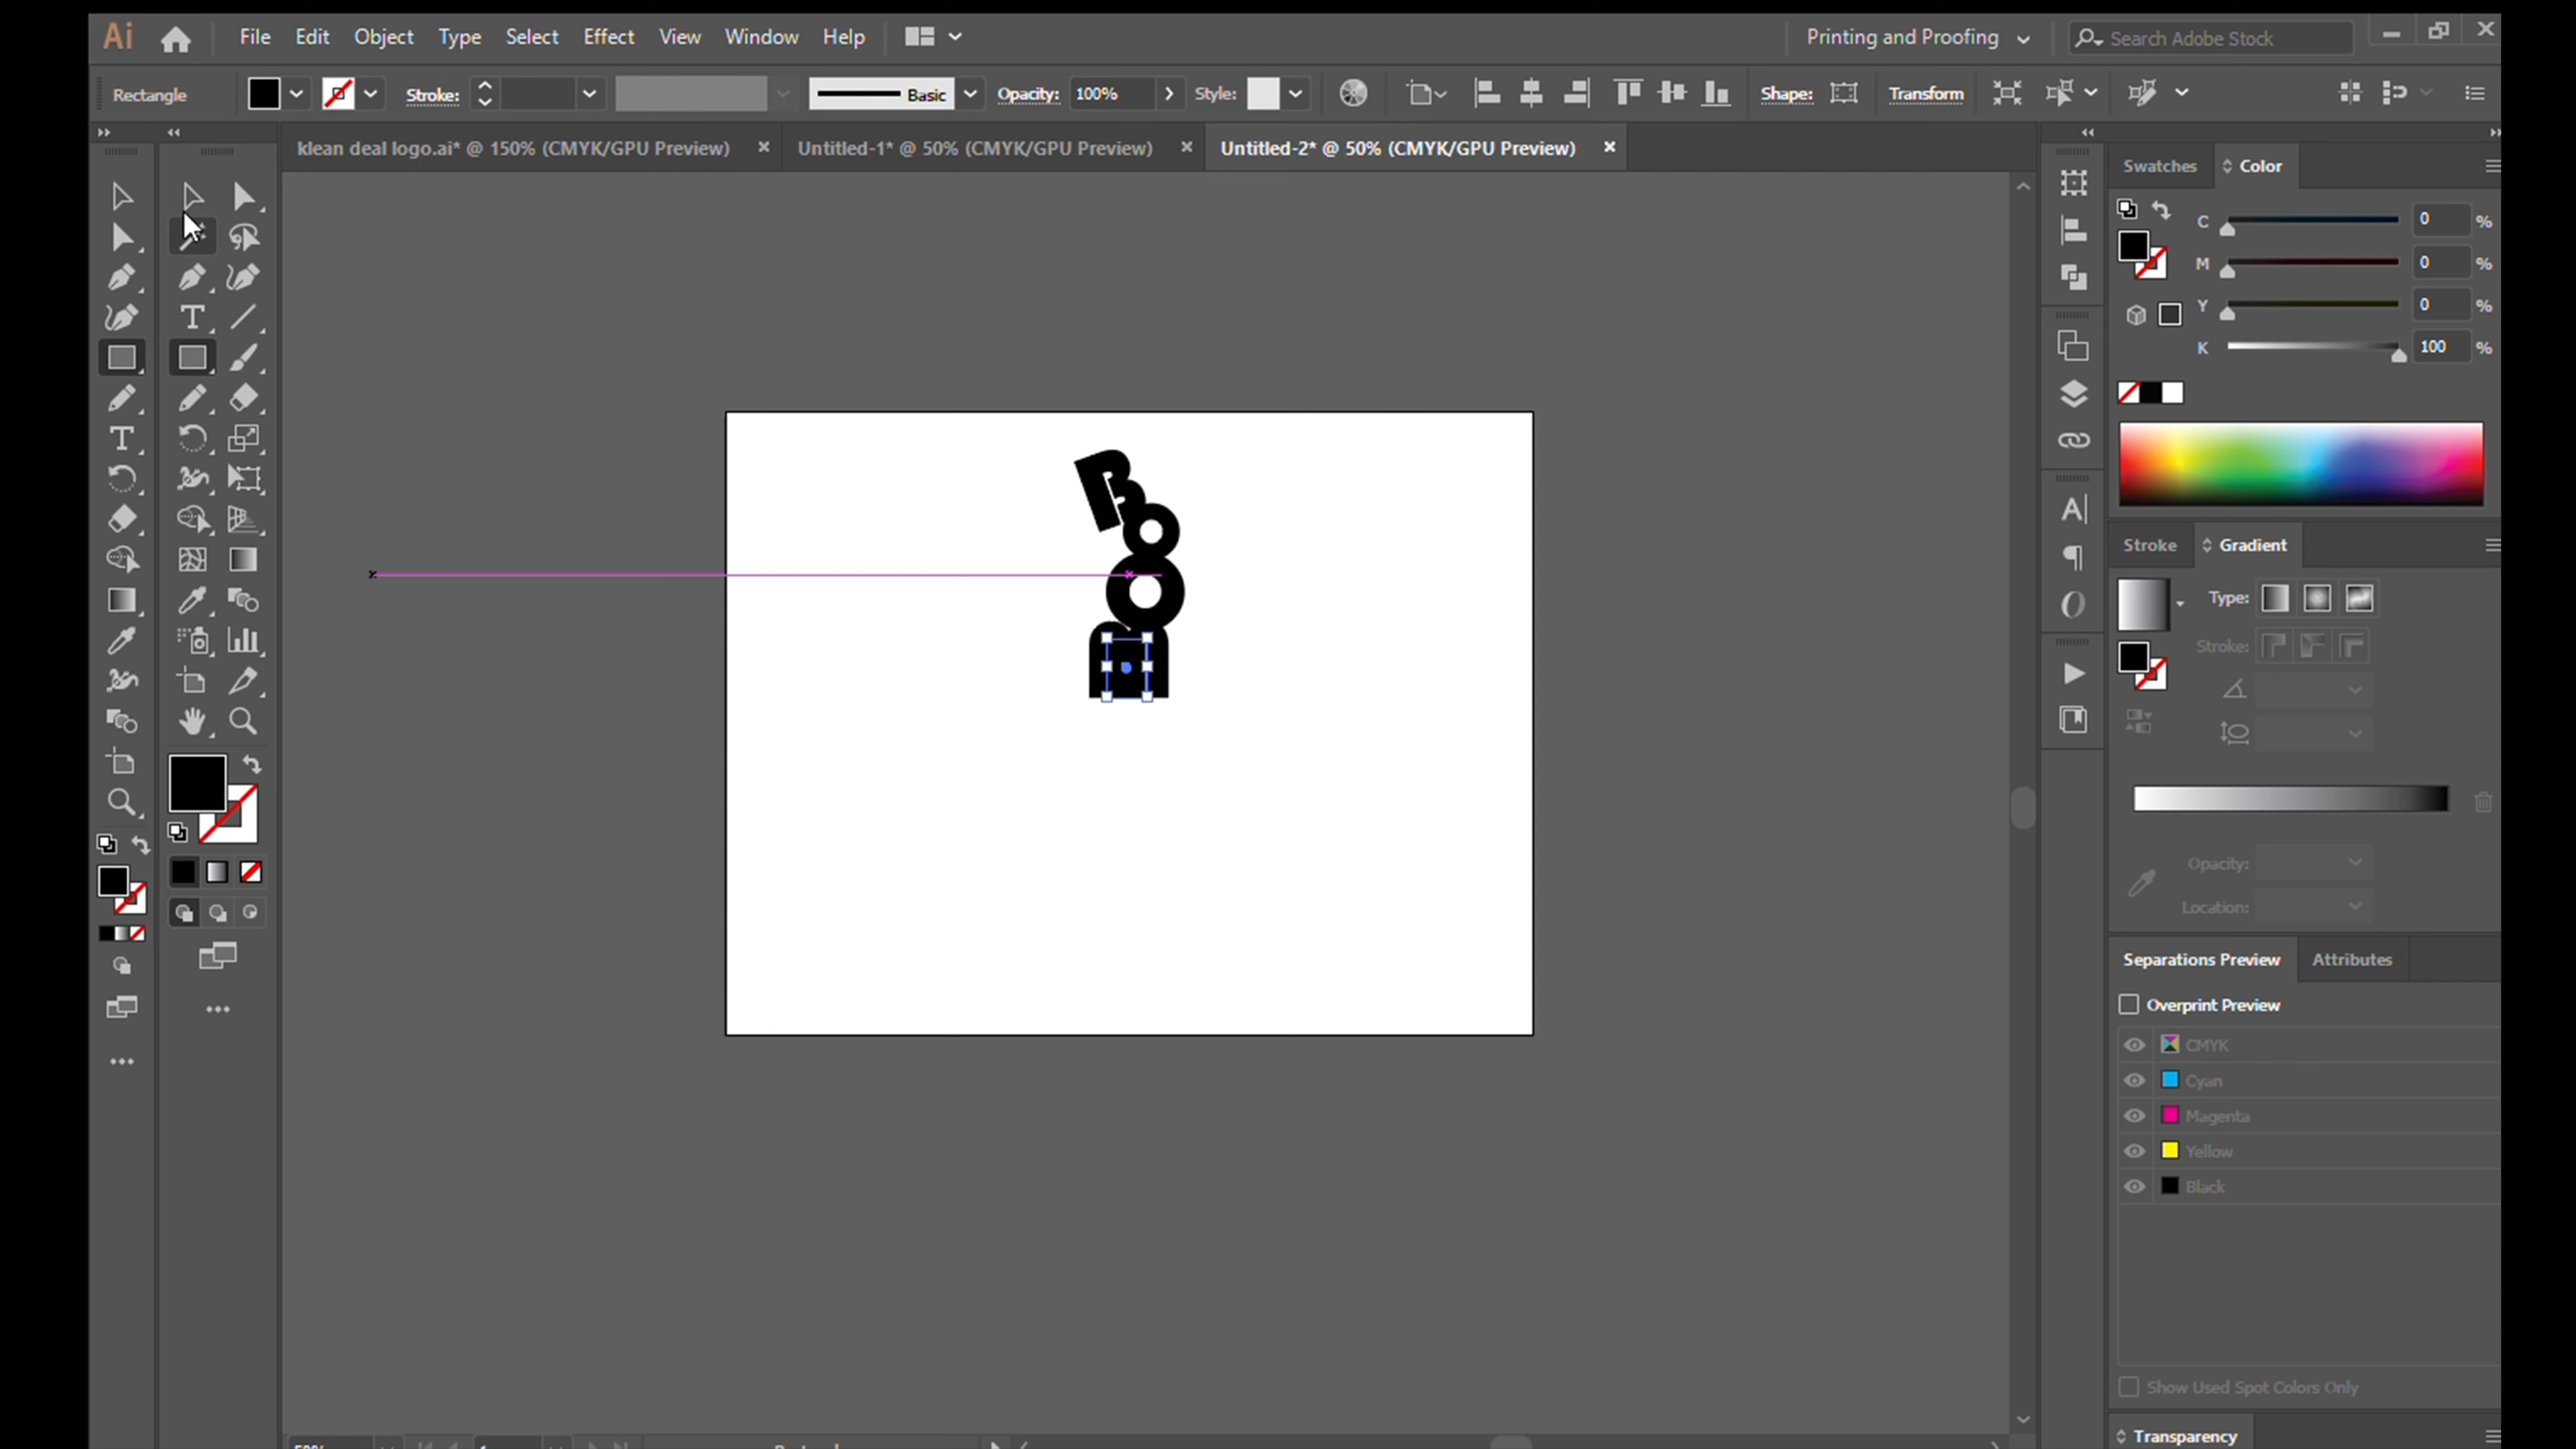 Ai File Edit Object Type Select Effect View Window Help Printing and Proofing Search Adobe Stock
Rectangle Stroke: Basic Opacity: 100% Style: Shape: Transform
klean deal logo.ai* @ 150% (CMYK/GPU Preview) Untitled-1* @ 50% (CMYK/GPU Preview) Untitled-2* @ 50% (CMYK/GPU Preview)
Swatches Color
C 0 %
M 0 %
Y 0 %
K 100 %
B
o
O
m
Stroke Gradient
Type:
Stroke:
Opacity:
Location:
Separations Preview Attributes
Overprint Preview
CMYK
Cyan
Magenta
Yellow
Black
Show Used Spot Colors Only
Transparency